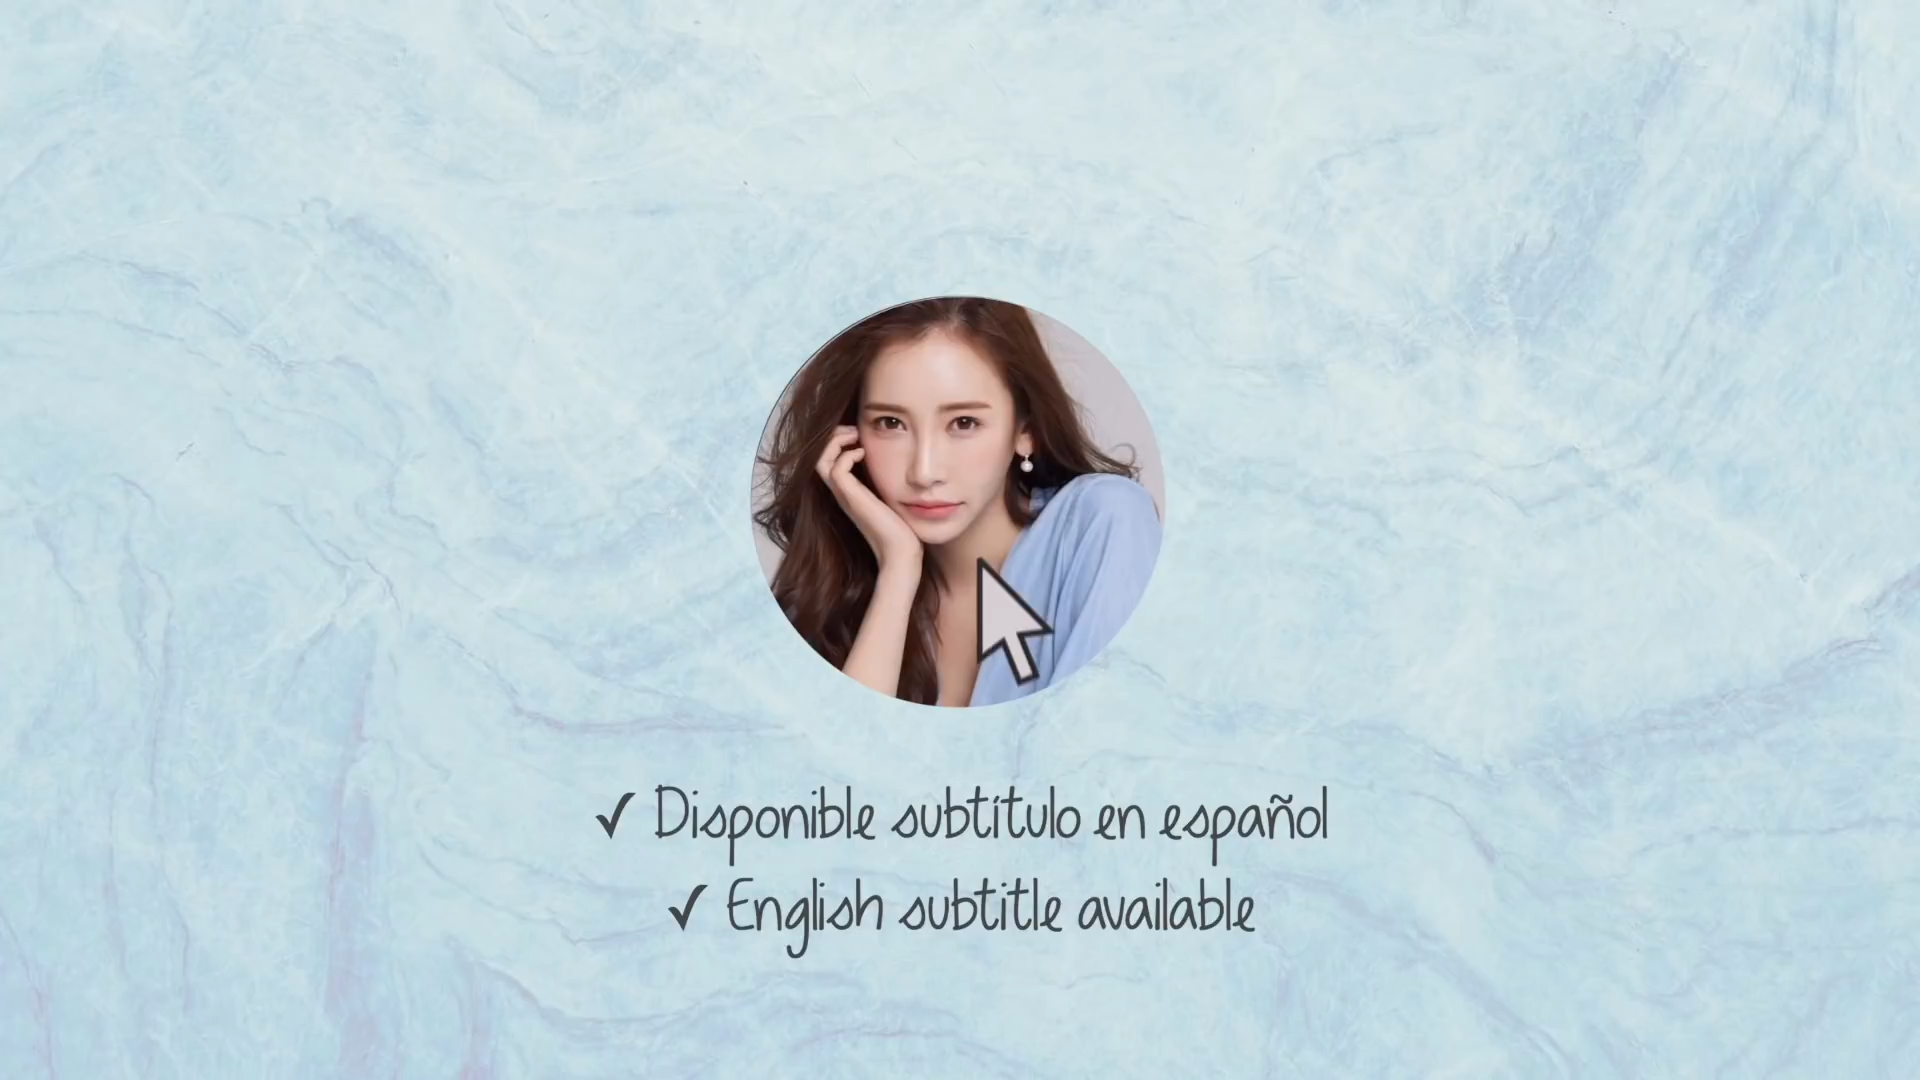 ✓ Disponible subtítulo en español
✓ English subtitle available